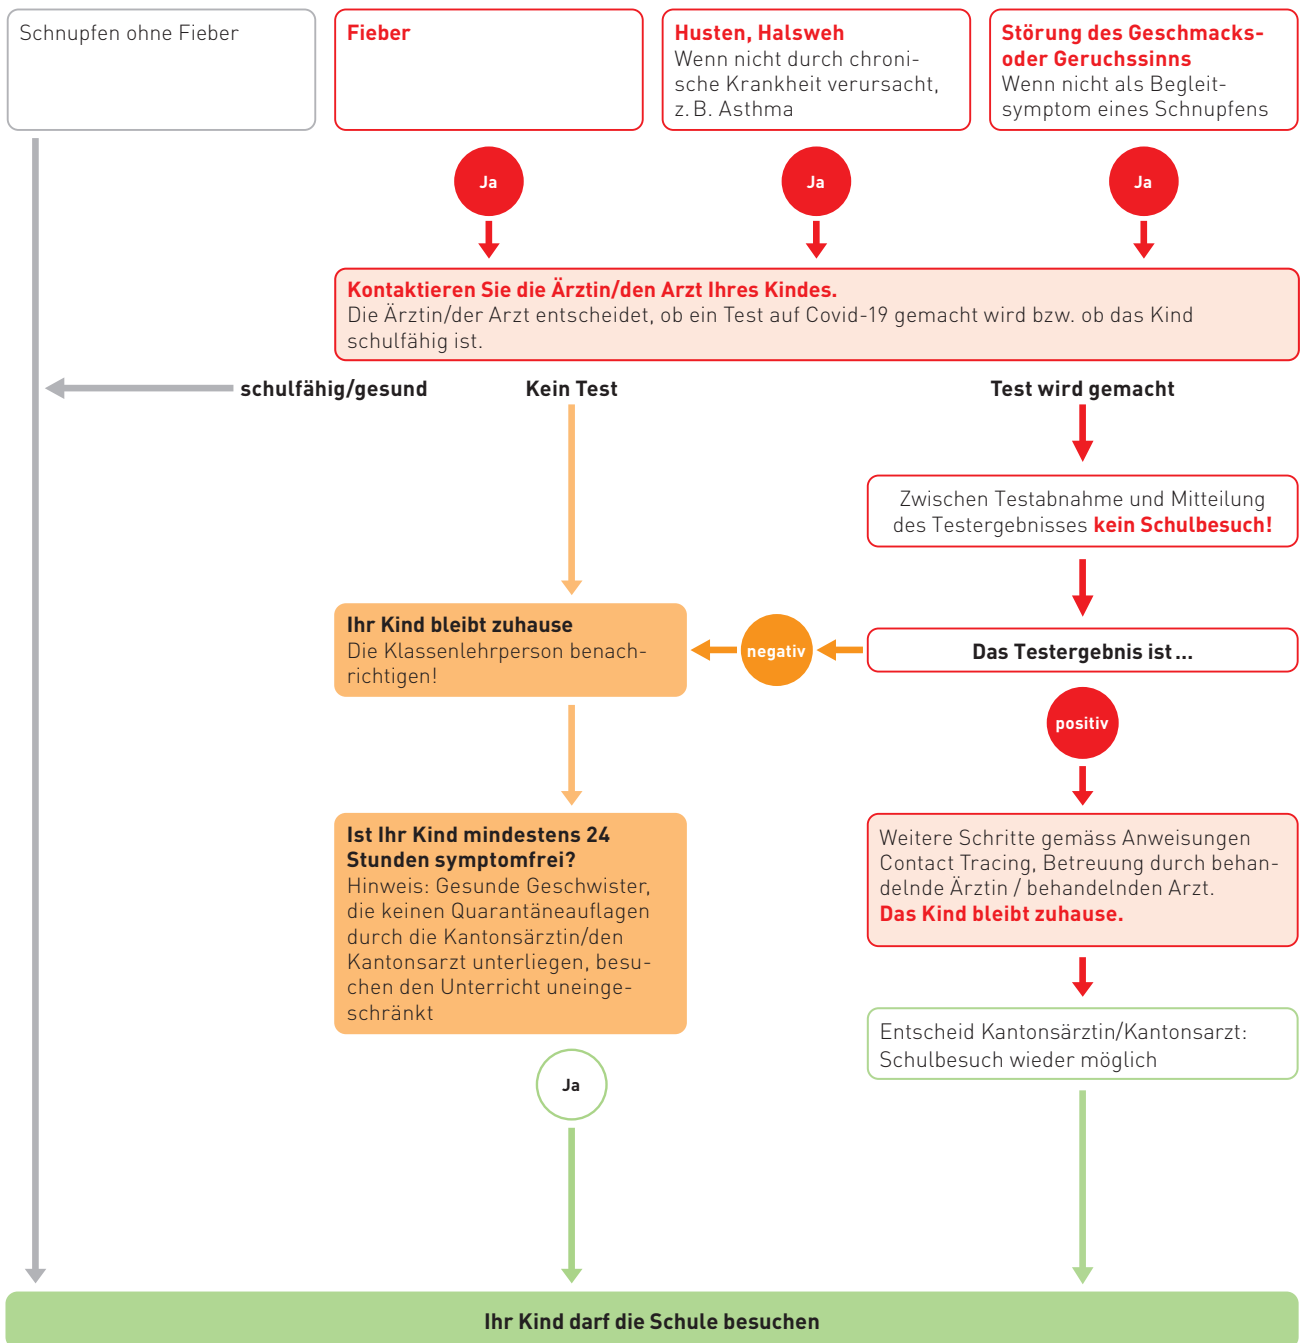 Schnupfen ohne Fieber
Fieber
Husten, Halsweh
Wenn nicht durch chroni-
sche Krankheit verursacht,
z. B. Asthma
Störung des Geschmacks-
oder Geruchssinns
Wenn nicht als Begleit-
symptom eines Schnupfens
Ja
Ja
Ja
Kontaktieren Sie die Ärztin/den Arzt Ihres Kindes.
Die Ärztin/der Arzt entscheidet, ob ein Test auf Covid-19 gemacht wird bzw. ob das Kind
schulfähig ist.
schulfähig/gesund
Kein Test
Test wird gemacht
Zwischen Testabnahme und Mitteilung
des Testergebnisses kein Schulbesuch!
Ihr Kind bleibt zuhause
Die Klassenlehrperson benach-
richtigen!
negativ
Das Testergebnis ist ...
positiv
Ist Ihr Kind mindestens 24
Stunden symptomfrei?
Hinweis: Gesunde Geschwister,
die keinen Quarantäneauflagen
durch die Kantonsärztin/den
Kantonsarzt unterliegen, besu-
chen den Unterricht uneinge-
schränkt
Weitere Schritte gemäss Anweisungen
Contact Tracing, Betreuung durch behan-
delnde Ärztin / behandelnden Arzt.
Das Kind bleibt zuhause.
Entscheid Kantonsärztin/Kantonsarzt:
Schulbesuch wieder möglich
Ja
Ihr Kind darf die Schule besuchen